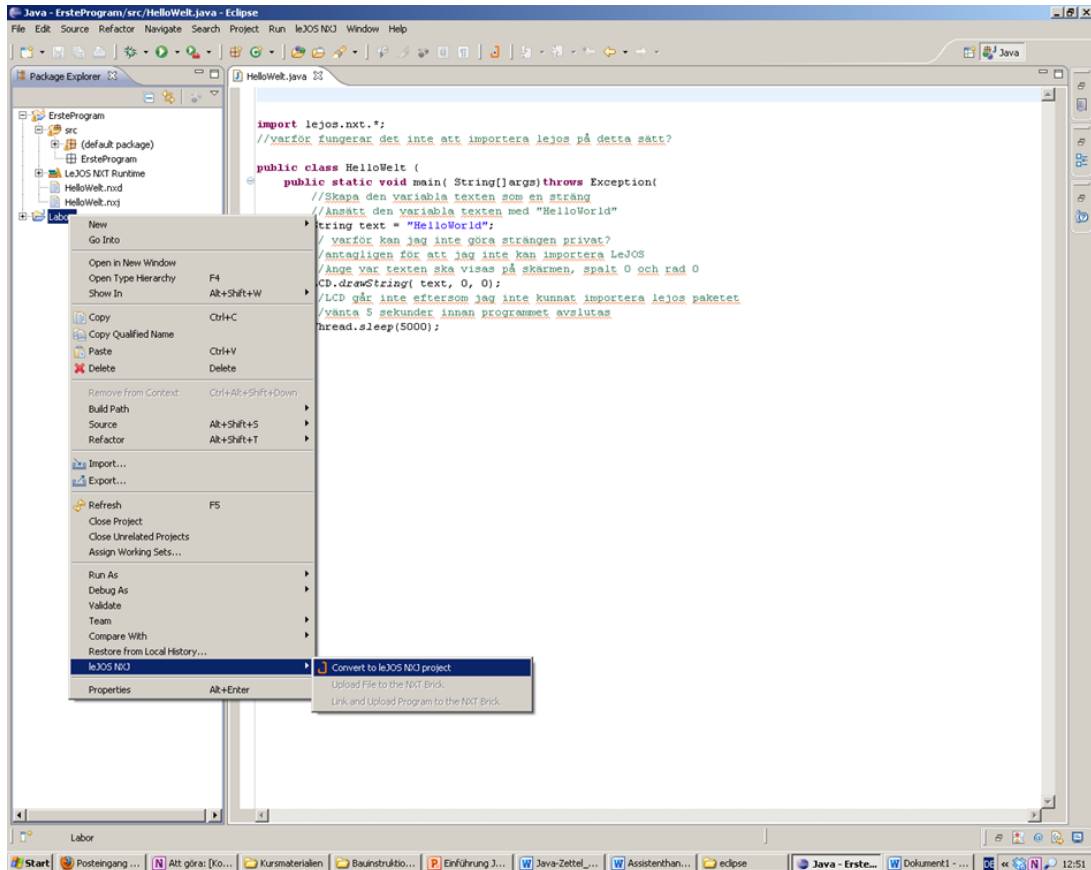 Java - ErsteProgram/src/HelloWelt.java - Eclipse
File Edit Source Refactor Navigate Search Project Run leJOS NXJ Window Help
Java
Package Explorer
HelloWelt.java
ErsteProgram
src
(default package)
ErsteProgram
LeJOS NXT Runtime
HelloWelt.nxd
HelloWelt.nxj
Labor
import lejos.nxt.*;
//varför fungerar det inte att importera lejos på detta sätt?
public class HelloWelt {
public static void main( String[]args)throws Exception{
//Skapa den variabla texten som en sträng
//Ansätt den variabla texten med "HelloWorld"
tring text = "HelloWorld";
/ varför kan jag inte göra strängen privat?
/antagligen för att jag inte kan importera LeJOS
/Ange var texten ska visas på skärmen, spalt 0 och rad 0
CD.drawString( text, 0, 0);
/LCD går inte eftersom jag inte kunnat importera lejos paketet
/vänta 5 sekunder innan programmet avslutas
hread.sleep(5000);
New
Go Into
Open in New Window
Open Type Hierarchy F4
Show In Alt+Shift+W
Copy Ctrl+C
Copy Qualified Name
Paste Ctrl+V
Delete Delete
Remove from Context Ctrl+Alt+Shift+Down
Build Path
Source Alt+Shift+S
Refactor Alt+Shift+T
Import...
Export...
Refresh F5
Close Project
Close Unrelated Projects
Assign Working Sets...
Run As
Debug As
Validate
Team
Compare With
Restore from Local History...
leJOS NXJ
Properties Alt+Enter
Convert to leJOS NXJ project
Upload File to the NXT Brick
Link and Upload Program to the NXT Brick
Labor
Start Posteingang ... Att göra: [Ko... Kursmaterialien Bauinstruktio... Einführung J... Java-Zettel_... Assistenthan... eclipse Java - Erste... Dokument1 - ... DE « 12:51